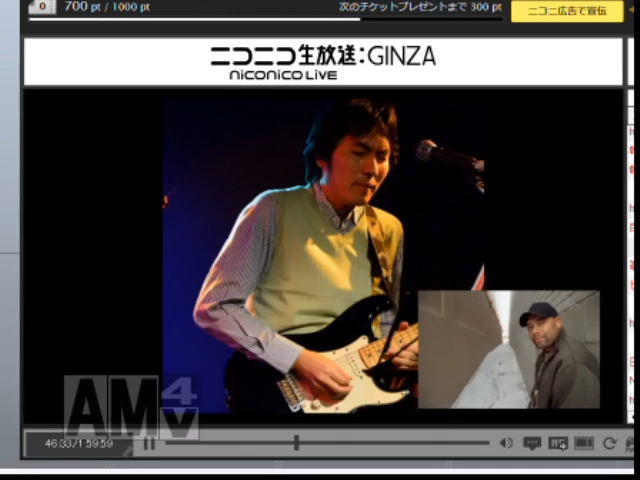 0 700 pt / 1000 pt 次のチケットプレゼントまで 300 pt ニコニ広告で宣伝
ニコニコ生放送:GINZA
niconico Live
AM4v
46:33/1:59:59